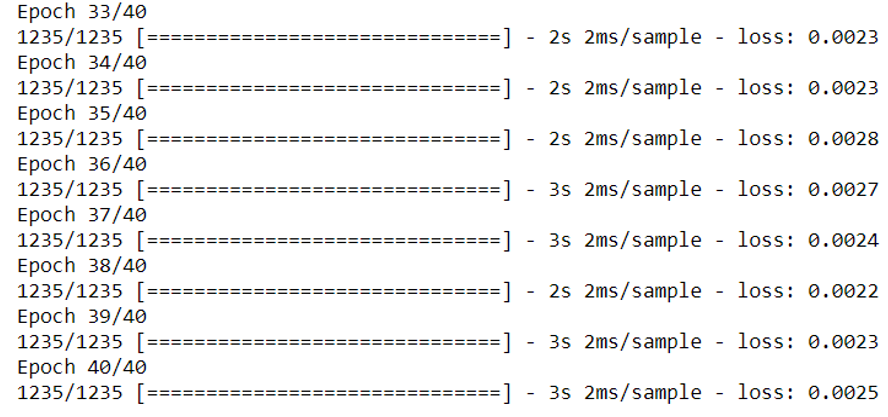 Epoch 33/40
1235/1235 [==============================] - 2s 2ms/sample - loss: 0.0023
Epoch 34/40
1235/1235 [==============================] - 2s 2ms/sample - loss: 0.0023
Epoch 35/40
1235/1235 [==============================] - 2s 2ms/sample - loss: 0.0028
Epoch 36/40
1235/1235 [==============================] - 3s 2ms/sample - loss: 0.0027
Epoch 37/40
1235/1235 [==============================] - 3s 2ms/sample - loss: 0.0024
Epoch 38/40
1235/1235 [==============================] - 2s 2ms/sample - loss: 0.0022
Epoch 39/40
1235/1235 [==============================] - 3s 2ms/sample - loss: 0.0023
Epoch 40/40
1235/1235 [==============================] - 3s 2ms/sample - loss: 0.0025